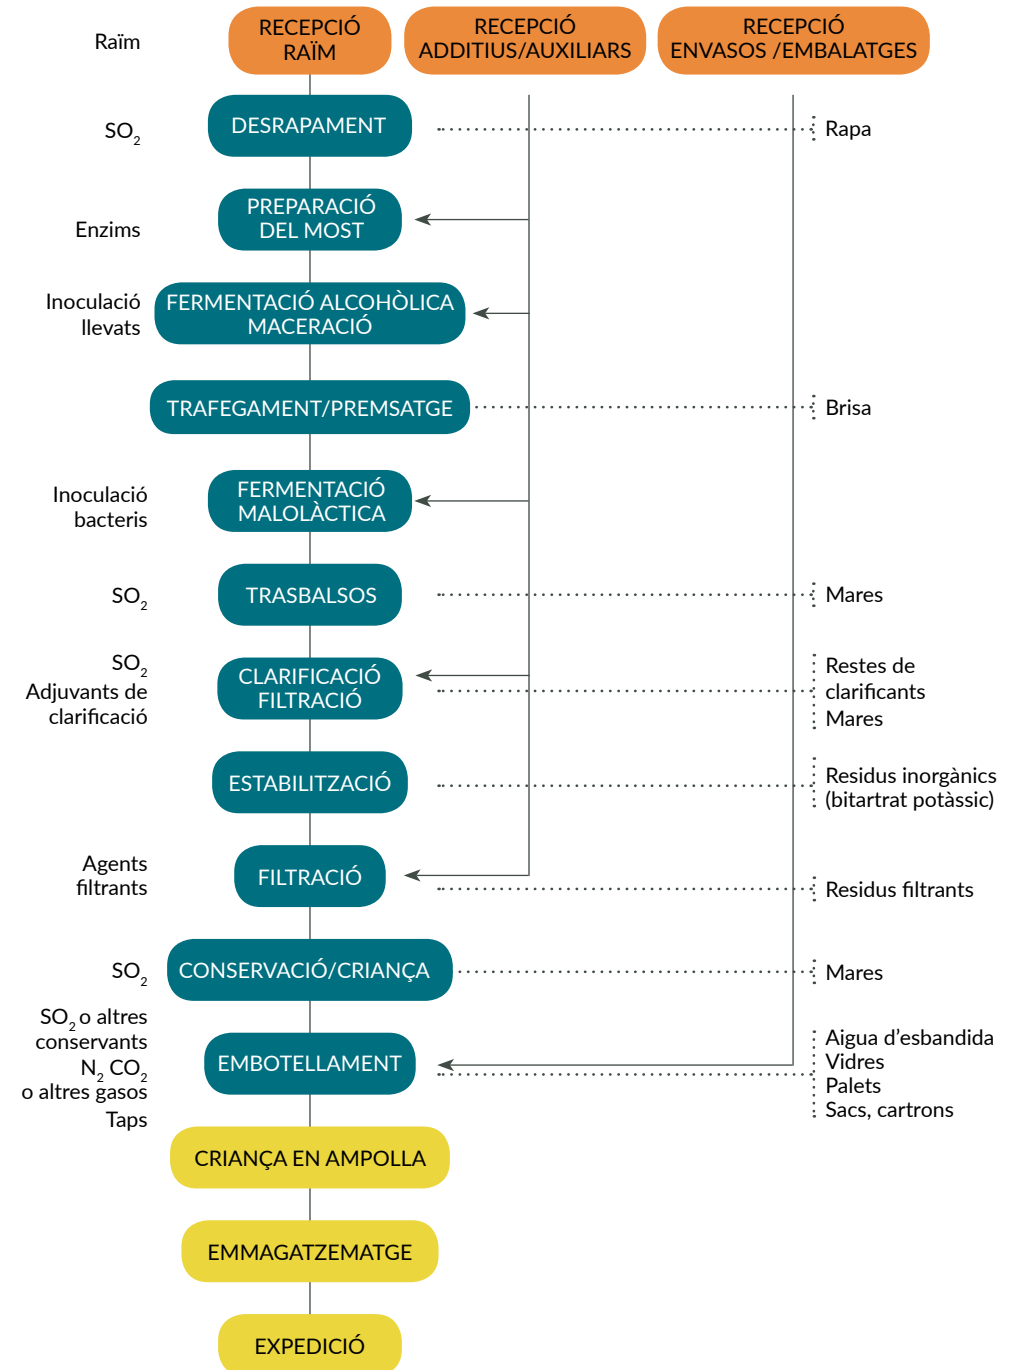 Raïm
RECEPCIÓ
RAÏM
RECEPCIÓ
ADDITIUS/AUXILIARS
RECEPCIÓ
ENVASOS /EMBALATGES
SO₂
DESRAPAMENT
Rapa
Enzims
PREPARACIÓ
DEL MOST
Inoculació
llevats
FERMENTACIÓ ALCOHÒLICA
MACERACIÓ
TRAFEGAMENT/PREMSATGE
Brisa
Inoculació
bacteris
FERMENTACIÓ
MALOLÀCTICA
SO₂
TRASBALSOS
Mares
SO₂
Adjuvants de
clarificació
CLARIFICACIÓ
FILTRACIÓ
Restes de
clarificants
Mares
ESTABILITZACIÓ
Residus inorgànics
(bitartrat potàssic)
Agents
filtrants
FILTRACIÓ
Residus filtrants
SO₂
CONSERVACIÓ/CRIANÇA
Mares
SO₂ o altres
conservants
N₂ CO₂
o altres gasos
Taps
EMBOTELLAMENT
Aigua d'esbandida
Vidres
Palets
Sacs, cartrons
CRIANÇA EN AMPOLLA
EMMAGATZEMATGE
EXPEDICIÓ